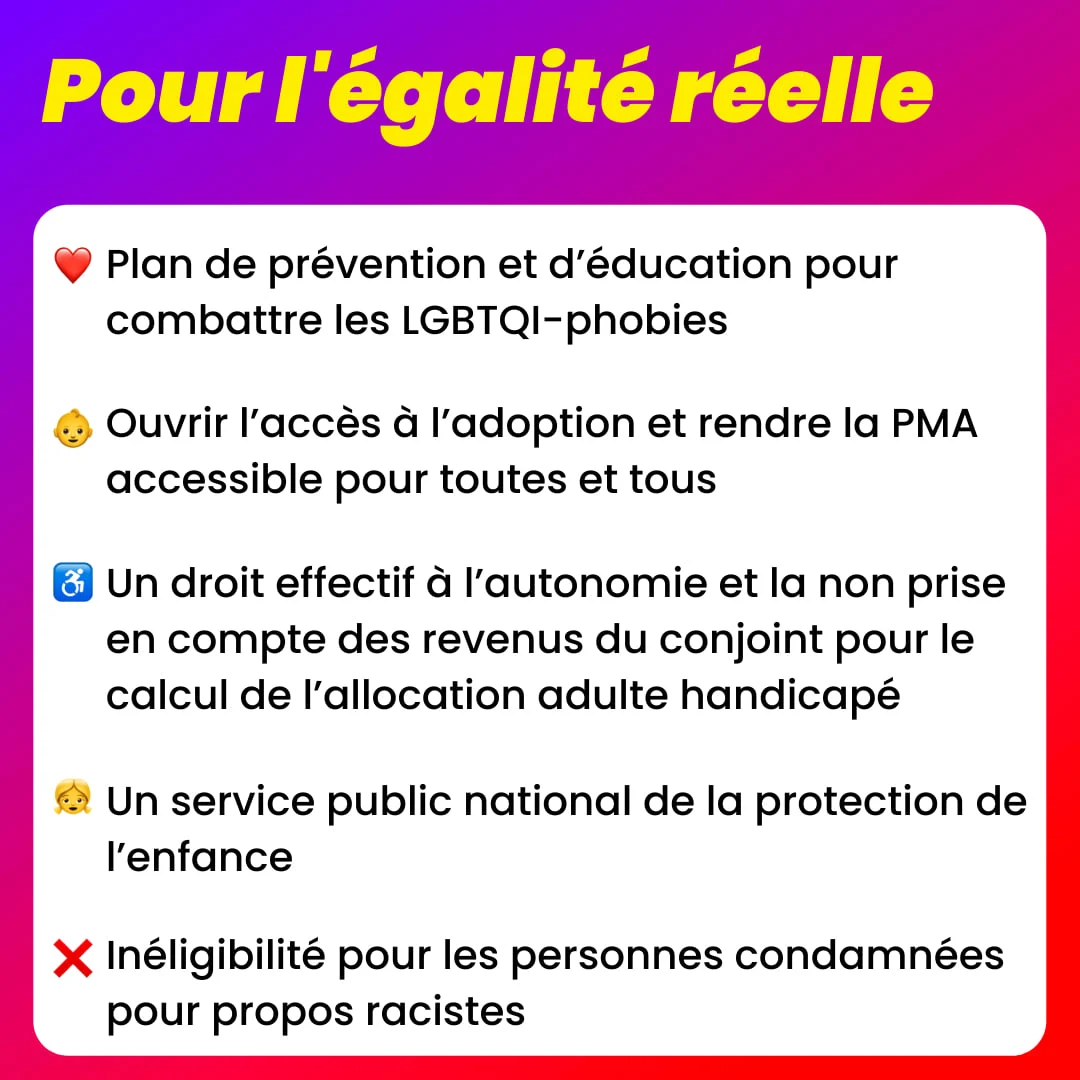 Pour l'égalité réelle
❤️ Plan de prévention et d’éducation pour
combattre les LGBTQI-phobies
👶 Ouvrir l’accès à l’adoption et rendre la PMA
accessible pour toutes et tous
♿ Un droit effectif à l’autonomie et la non prise
en compte des revenus du conjoint pour le
calcul de l’allocation adulte handicapé
👧 Un service public national de la protection de
l’enfance
❌ Inéligibilité pour les personnes condamnées
pour propos racistes